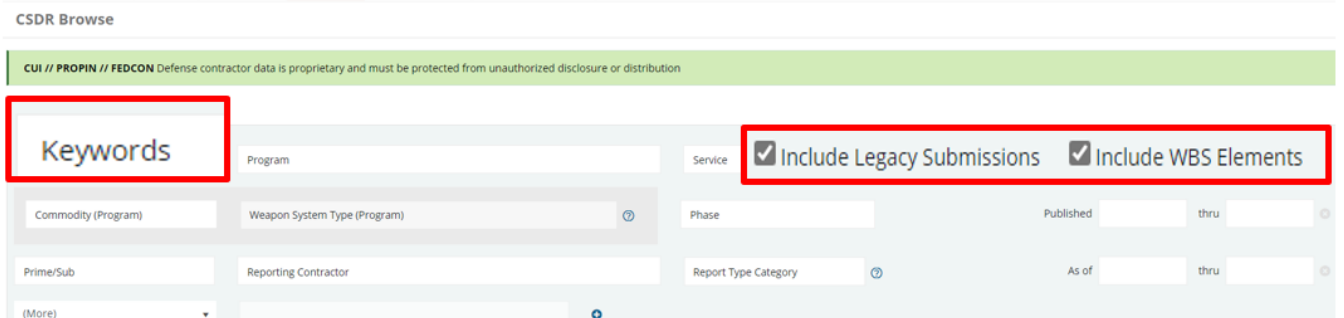 CSDR Browse
CUI // PROPIN // FEDCON Defense contractor data is proprietary and must be protected from unauthorized disclosure or distribution
Keywords Program Service Include Legacy Submissions Include WBS Elements
Commodity (Program) Weapon System Type (Program) Phase Published thru
Prime/Sub Reporting Contractor Report Type Category As of thru
(More)